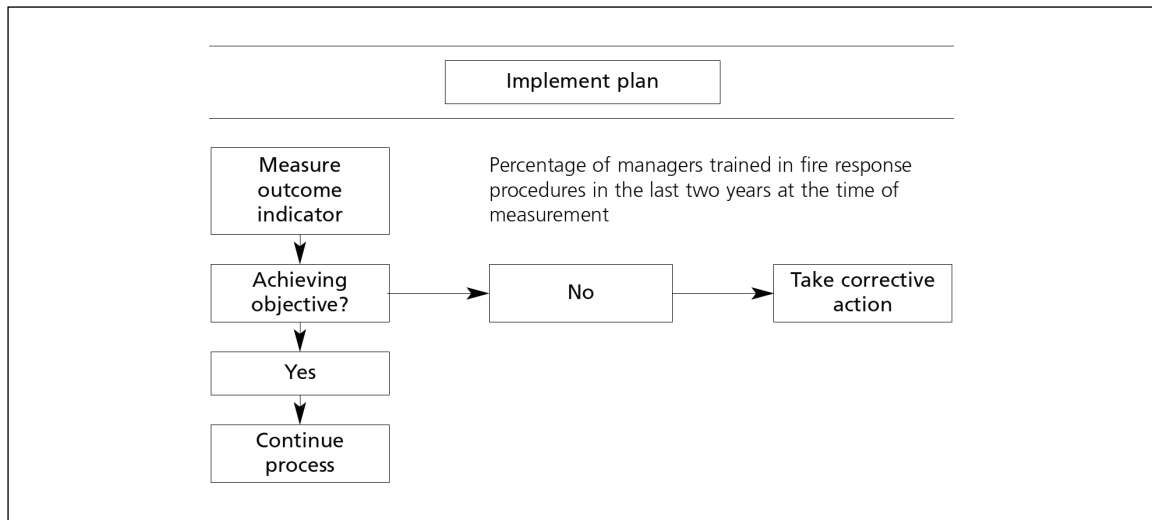 Implement plan
Measure
outcome
indicator
Percentage of managers trained in fire response
procedures in the last two years at the time of
measurement
Achieving
objective?
No
Take corrective
action
Yes
Continue
process